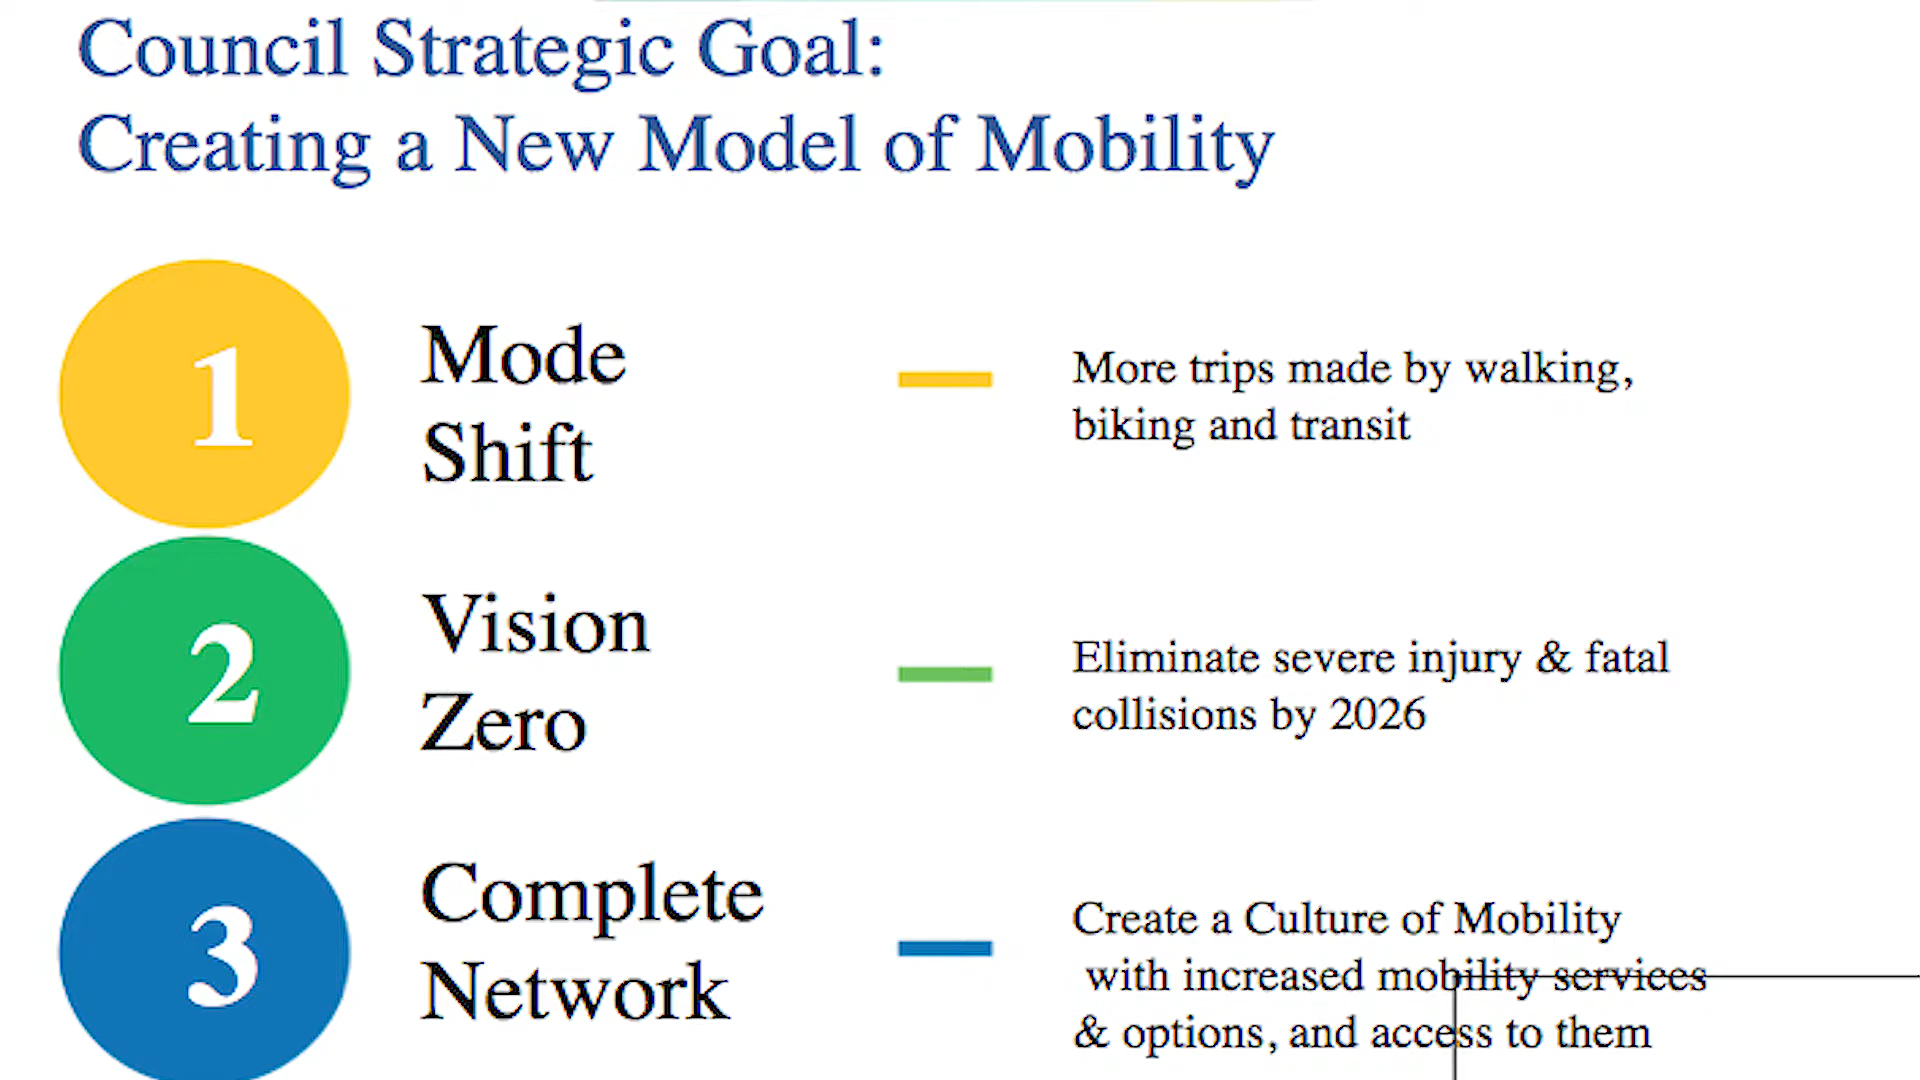 Council Strategic Goal:
Creating a New Model of Mobility
1
Mode
Shift
More trips made by walking,
biking and transit
2
Vision
Zero
Eliminate severe injury & fatal
collisions by 2026
3
Complete
Network
Create a Culture of Mobility
with increased mobility services
& options, and access to them